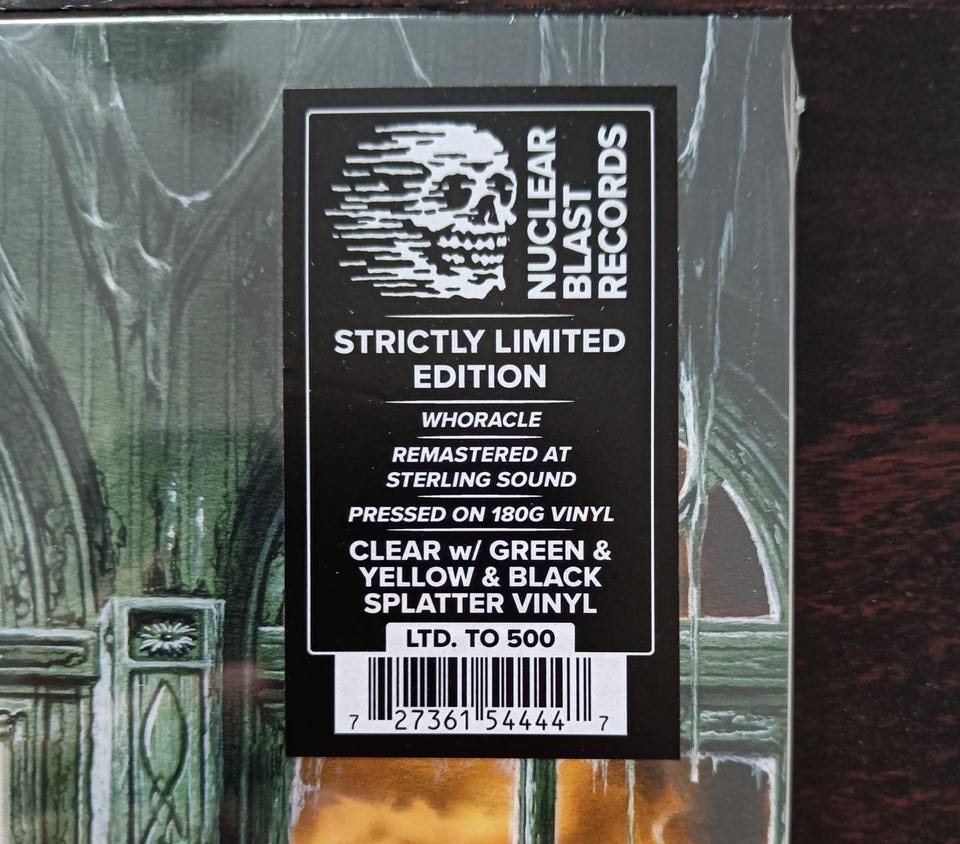 NUCLEAR
BLAST
RECORDS
STRICTLY LIMITED
EDITION
WHORACLE
REMASTERED AT
STERLING SOUND
PRESSED ON 180G VINYL
CLEAR w/ GREEN &
YELLOW & BLACK
SPLATTER VINYL
LTD. TO 500
7 27361 54444 7